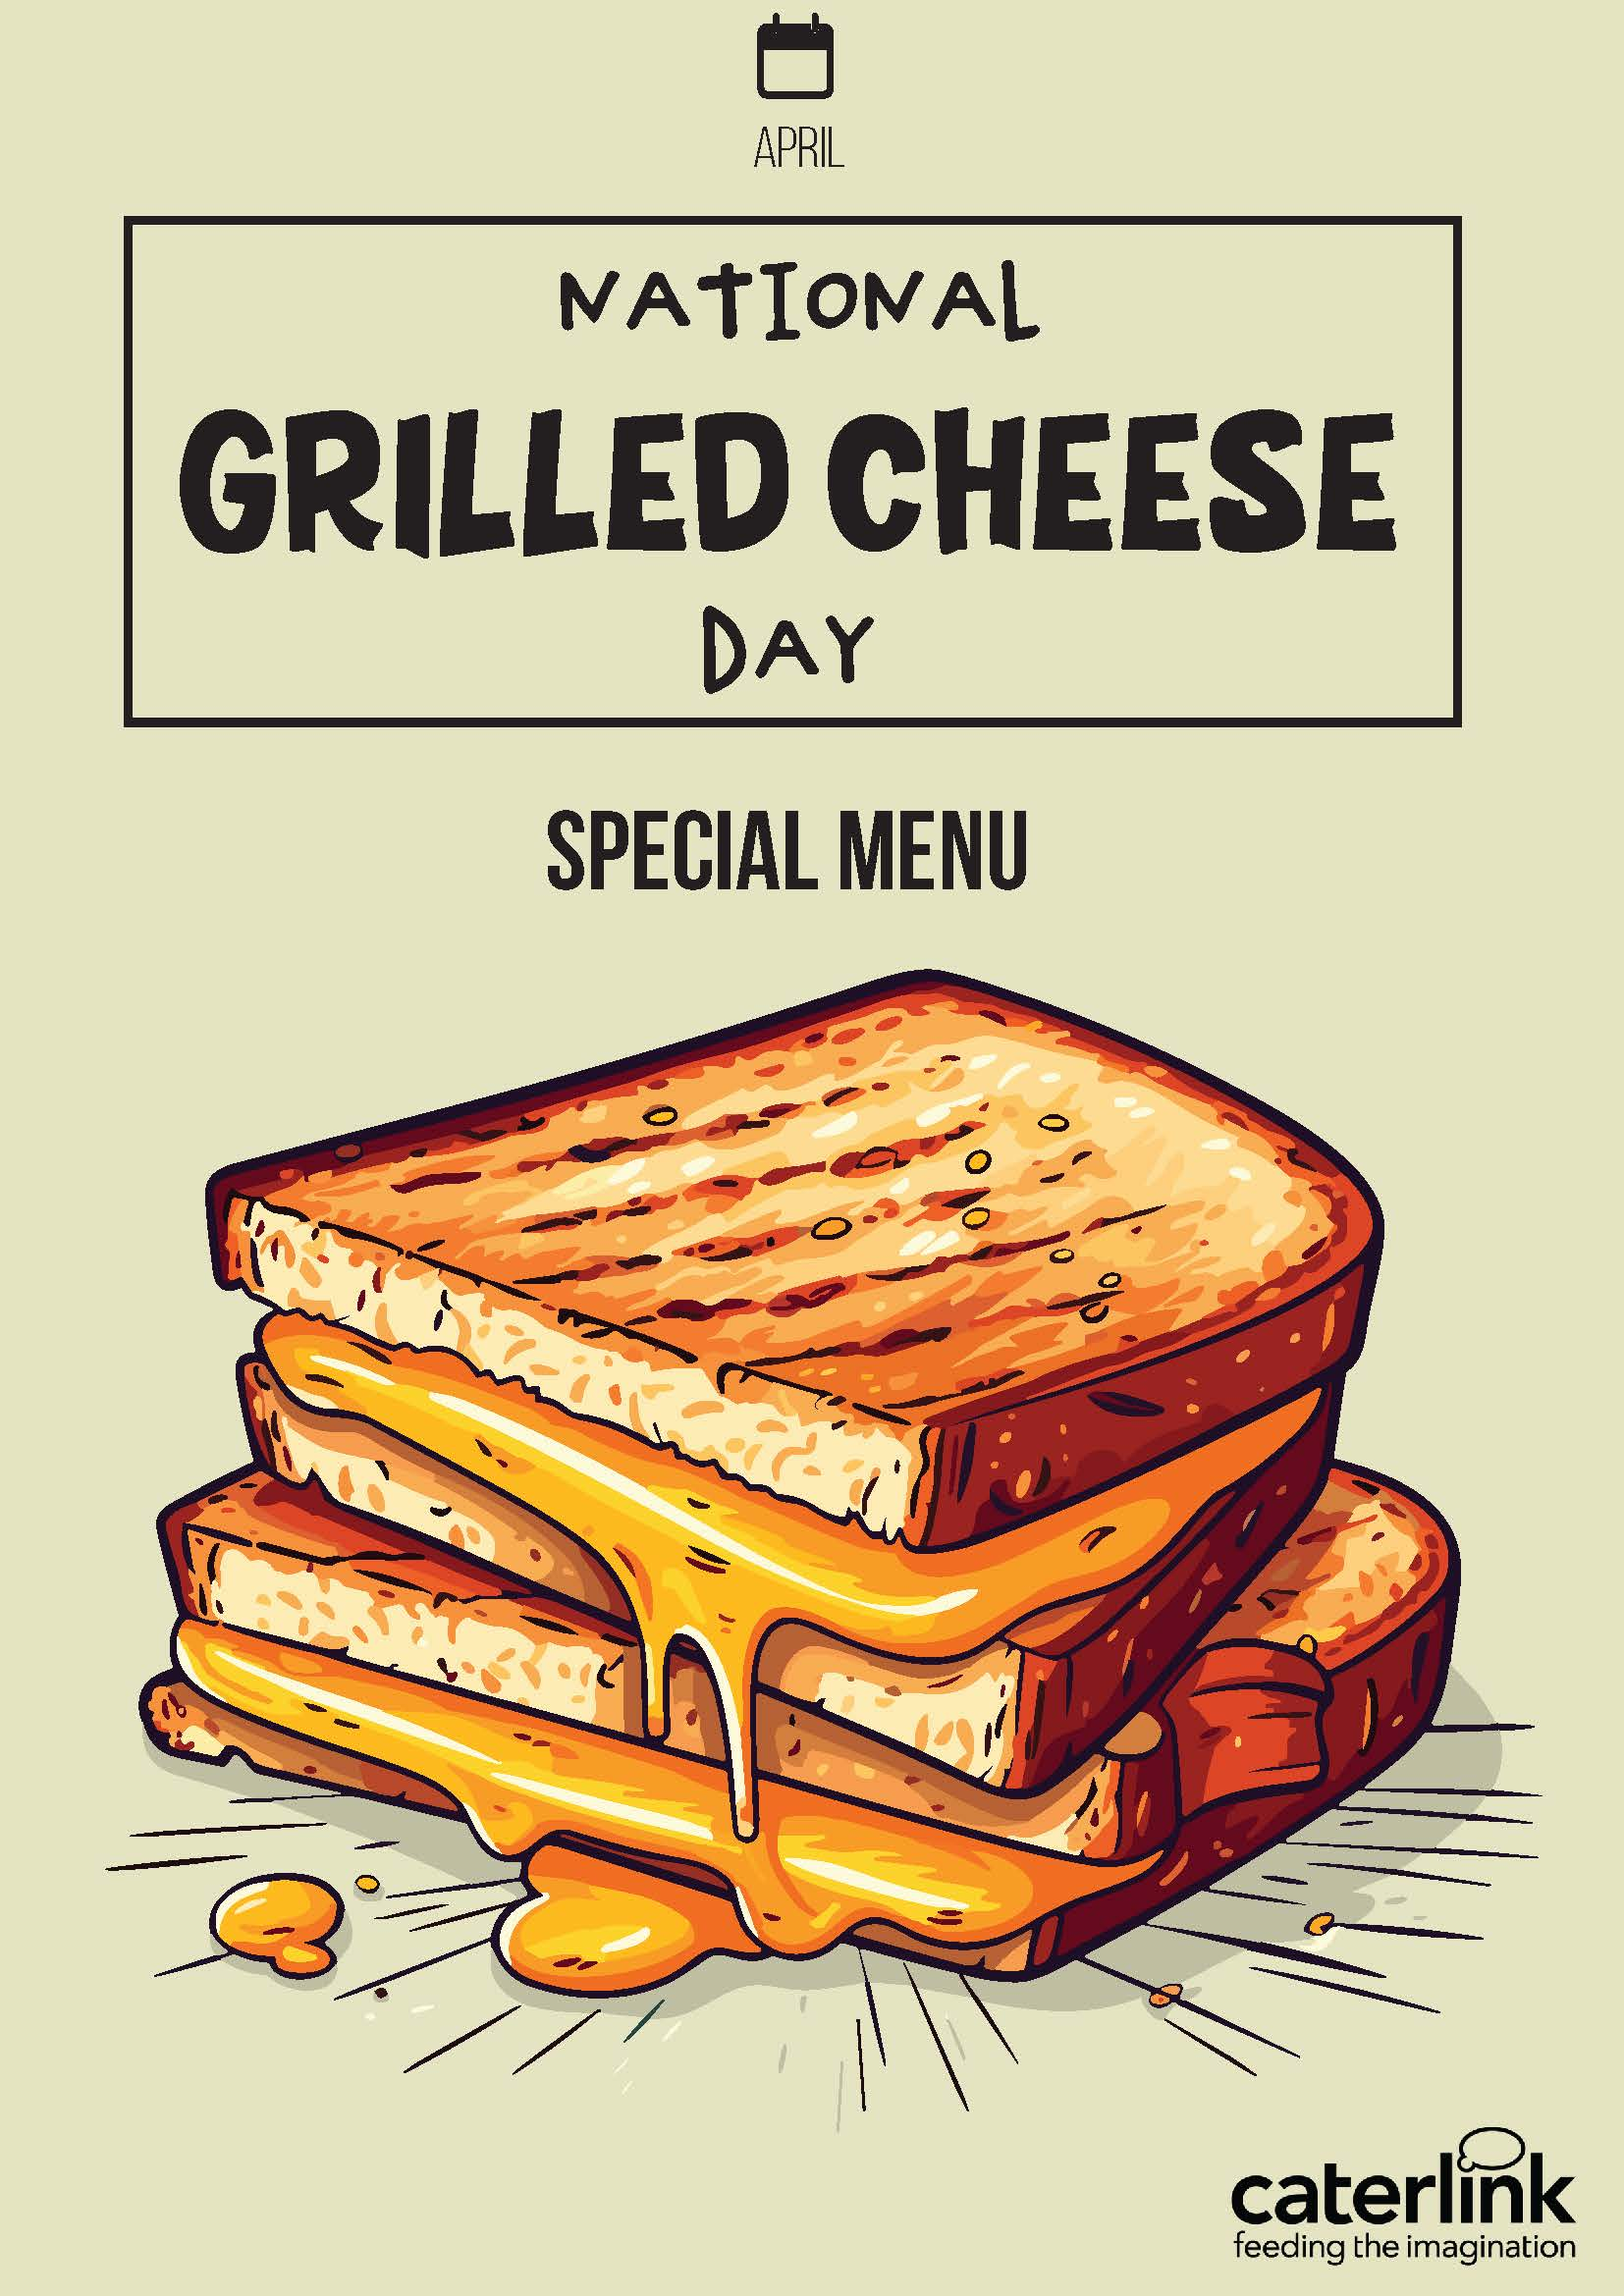 APRIL
NATIONAL
GRILLED CHEESE
DAY
SPECIAL MENU
caterlink
feeding the imagination